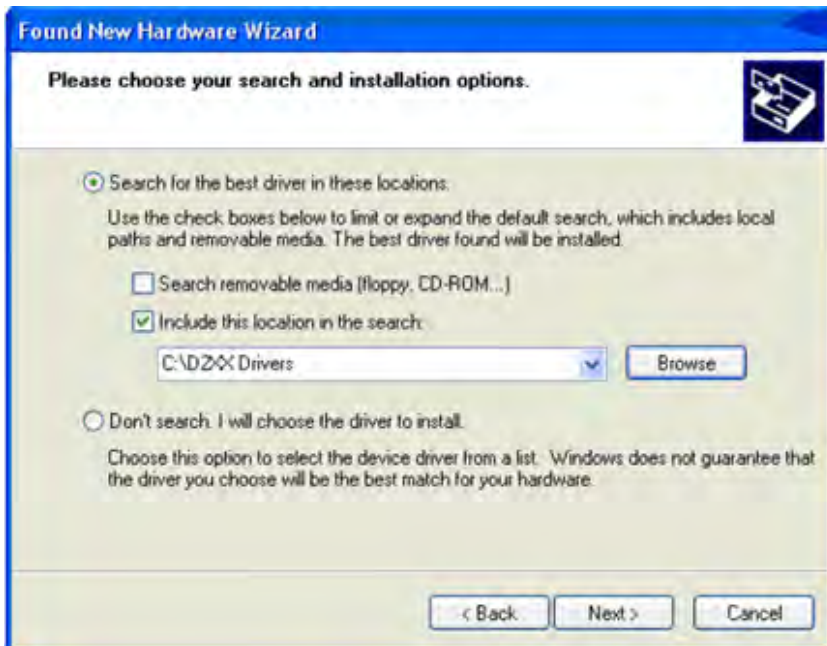 Found New Hardware Wizard
Please choose your search and installation options.
Search for the best driver in these locations.
Use the check boxes below to limit or expand the default search, which includes local
paths and removable media. The best driver found will be installed.
Search removable media (floppy, CD-ROM...)
Include this location in the search:
C:\D2XX Drivers
Browse
Don't search. I will choose the driver to install.
Choose this option to select the device driver from a list. Windows does not guarantee that
the driver you choose will be the best match for your hardware.
< Back
Next >
Cancel